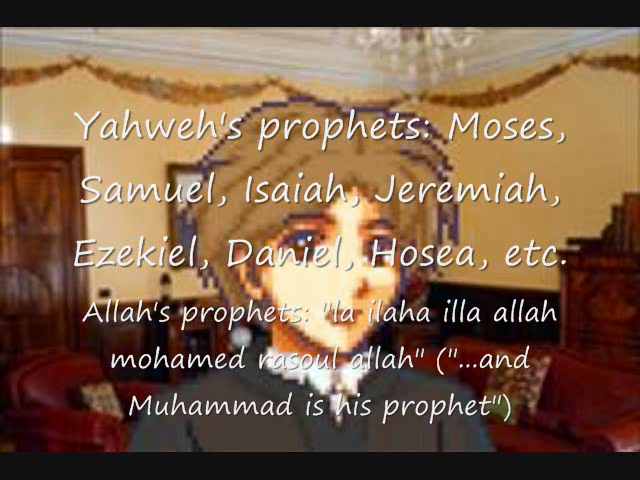 Yahweh's prophets: Moses,
Samuel, Isaiah, Jeremiah,
Ezekiel, Daniel, Hosea, etc.
Allah's prophets: "la ilaha illa allah
mohamed rasoul allah" ("...and
Muhammad is his prophet")